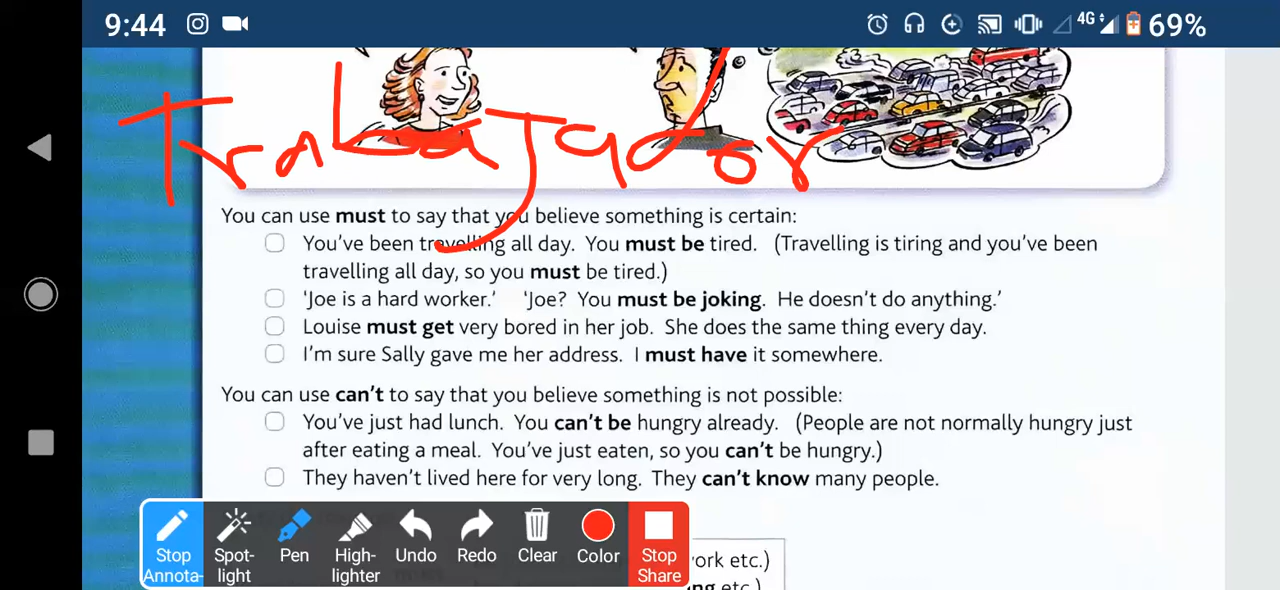 9:44 4G 69%
Trabajador
You can use must to say that you believe something is certain:
You've been travelling all day. You must be tired. (Travelling is tiring and you've been
travelling all day, so you must be tired.)
'Joe is a hard worker.' 'Joe? You must be joking. He doesn't do anything.'
Louise must get very bored in her job. She does the same thing every day.
I'm sure Sally gave me her address. I must have it somewhere.
You can use can't to say that you believe something is not possible:
You've just had lunch. You can't be hungry already. (People are not normally hungry just
after eating a meal. You've just eaten, so you can't be hungry.)
They haven't lived here for very long. They can't know many people.
etc.)
etc.)
Stop Annota- Spot-light Pen High-lighter Undo Redo Clear Color Stop Share